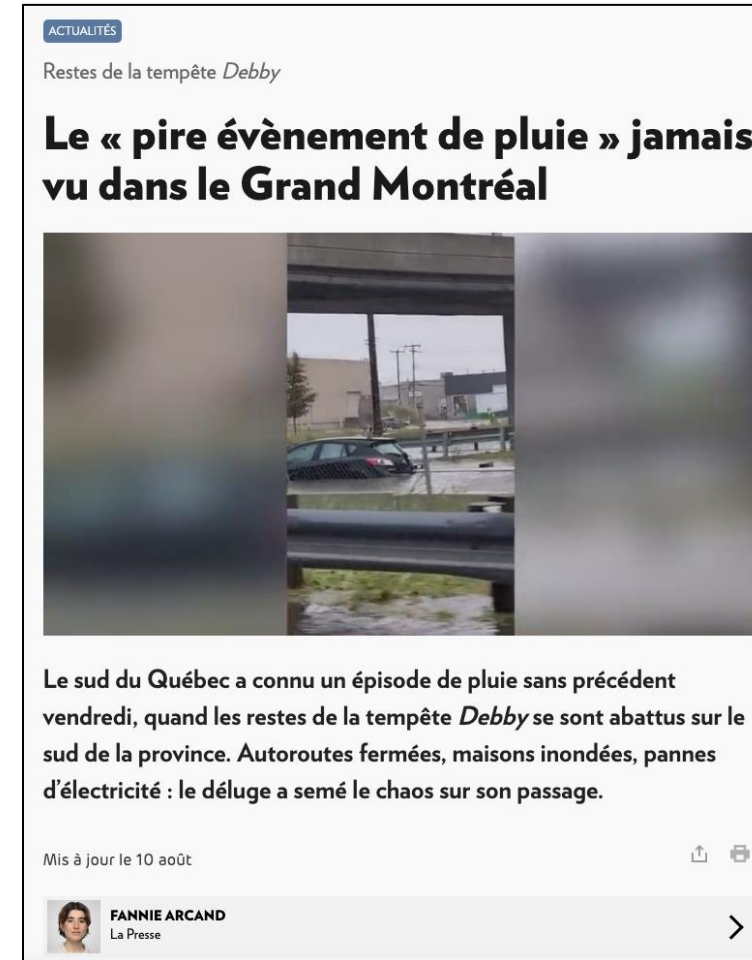 ACTUALITÉS
Restes de la tempête Debby
Le « pire évènement de pluie » jamais
vu dans le Grand Montréal
Le sud du Québec a connu un épisode de pluie sans précédent
vendredi, quand les restes de la tempête Debby se sont abattus sur le
sud de la province. Autoroutes fermées, maisons inondées, pannes
d'électricité : le déluge a semé le chaos sur son passage.
Mis à jour le 10 août
FANNIE ARCAND
La Presse